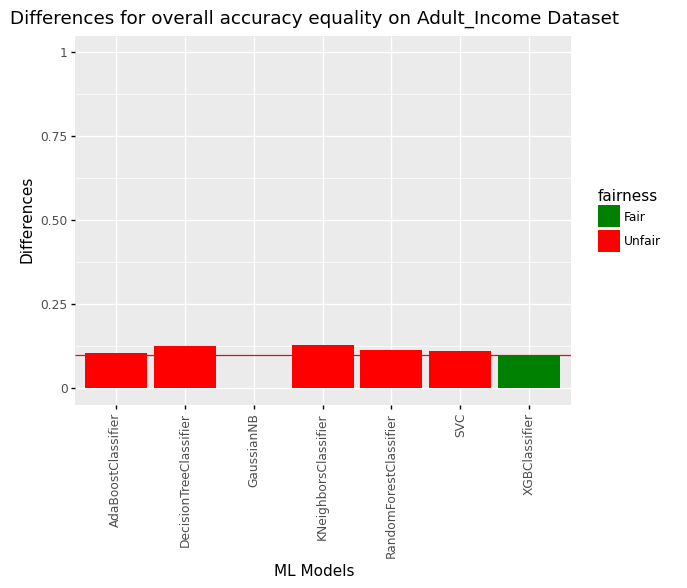 Differences for overall accuracy equality on Adult_Income Dataset
1
0.75
0.50
0.25
0
Differences
AdaBoostClassifier
DecisionTreeClassifier
GaussianNB
KNeighborsClassifier
RandomForestClassifier
SVC
XGBClassifier
ML Models
fairness
Fair
Unfair